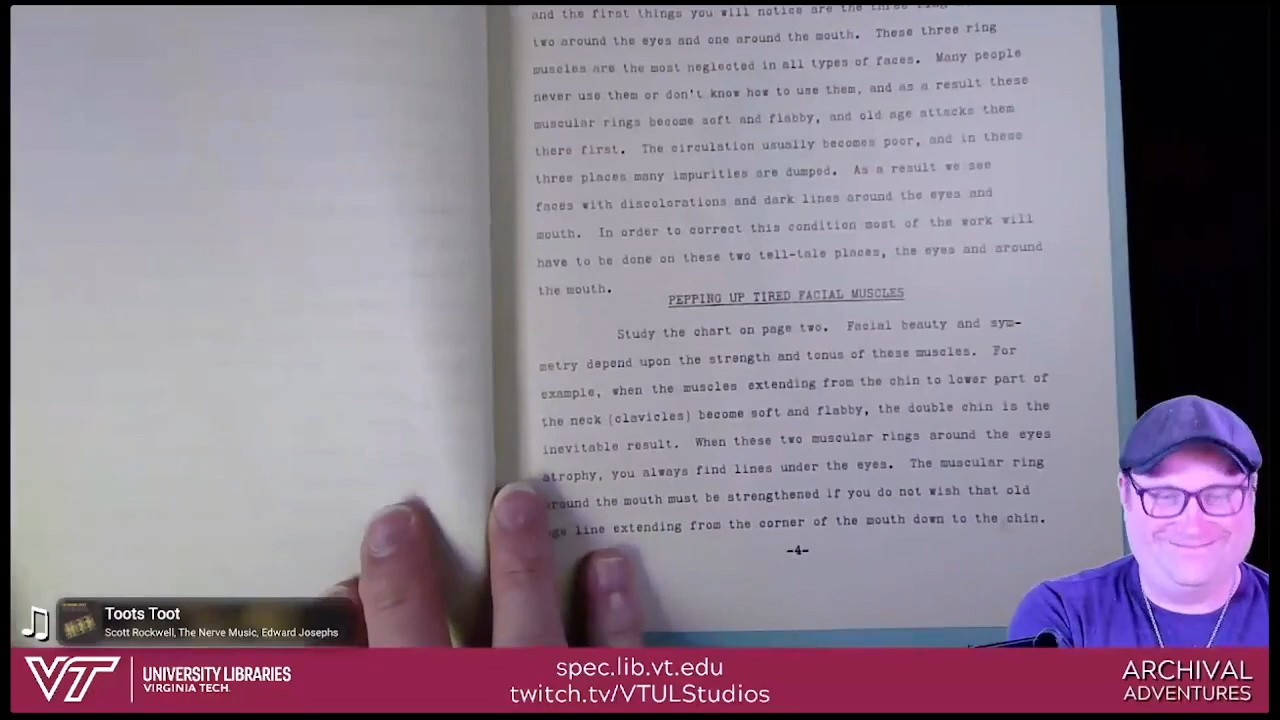 and the first things you will notice are the three ring
two around the eyes and one around the mouth. These three ring
muscles are the most neglected in all types of faces. Many people
never use them or don't know how to use them, and as a result these
muscular rings become soft and flabby, and old age attacks them
there first. The circulation usually becomes poor, and in these
three places many impurities are dumped. As a result we see
faces with discolorations and dark lines around the eyes and
mouth. In order to correct this condition most of the work will
have to be done on these two tell-tale places, the eyes and around
the mouth.
PEPPING UP TIRED FACIAL MUSCLES
Study the chart on page two. Facial beauty and sym-
metry depend upon the strength and tonus of these muscles. For
example, when the muscles extending from the chin to lower part of
the neck (clavicles) become soft and flabby, the double chin is the
inevitable result. When these two muscular rings around the eyes
atrophy, you always find lines under the eyes. The muscular ring
around the mouth must be strengthened if you do not wish that old
age line extending from the corner of the mouth down to the chin.
-4-
Toots Toot
Scott Rockwell, The Nerve Music, Edward Josephs
VT UNIVERSITY LIBRARIES
VIRGINIA TECH.
spec.lib.vt.edu
twitch.tv/VTULStudios
ARCHIVAL
ADVENTURES